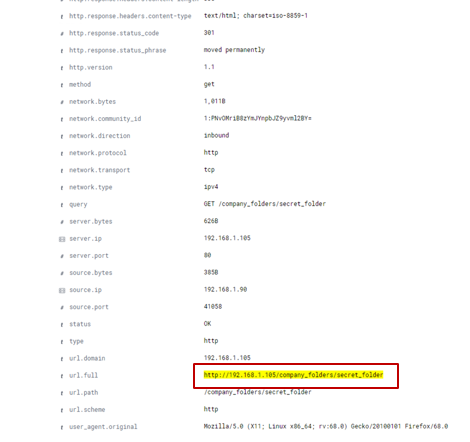 http.response.headers.content-type text/html; charset=iso-8859-1
http.response.status_code 301
http.response.status_phrase moved permanently
http.version 1.1
method get
network.bytes 1,011B
network.community_id
network.direction inbound
network.protocol http
network.transport tcp
network.type ipv4
query GET /company_folders/secret_folder
server.bytes 626B
server.ip 192.168.1.105
server.port 80
source.bytes 385B
source.ip 192.168.1.90
source.port 41058
status OK
type http
url.domain 192.168.1.105
url.full http://192.168.1.105/company_folders/secret_folder
url.path /company_folders/secret_folder
url.scheme http
user_agent.original Mozilla/5.0 (X11; Linux x86_64; rv:68.0) Gecko/20100101 Firefox/68.0